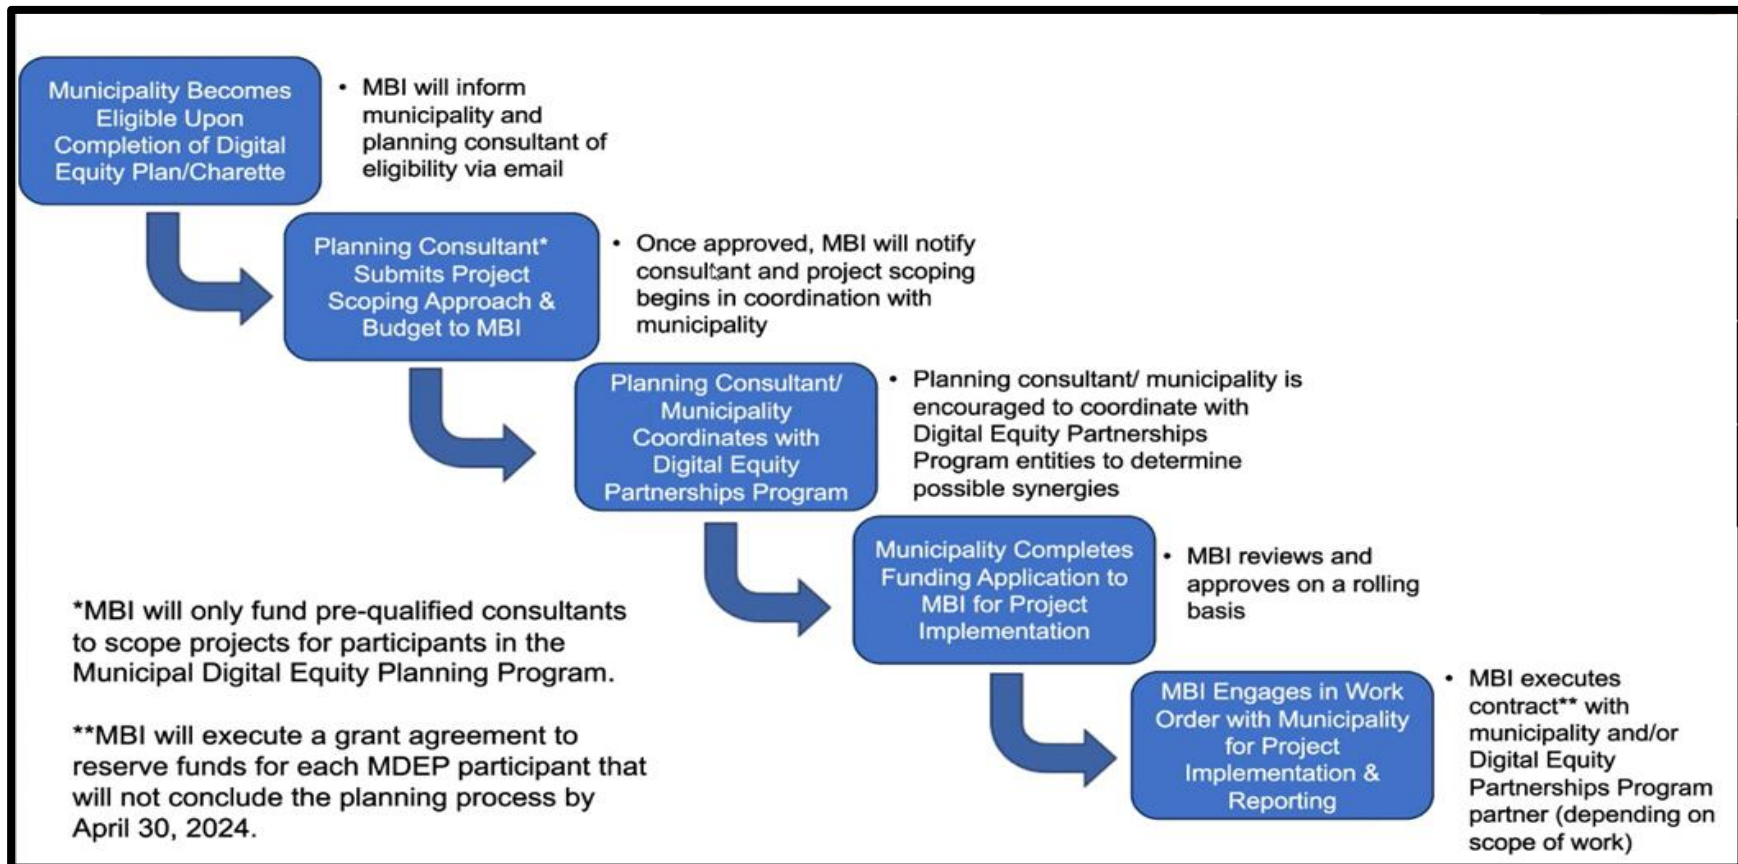 Municipality Becomes
Eligible Upon
Completion of Digital
Equity Plan/Charette
• MBI will inform
municipality and
planning consultant of
eligibility via email
Planning Consultant*
Submits Project
Scoping Approach &
Budget to MBI
• Once approved, MBI will notify
consultant and project scoping
begins in coordination with
municipality
Planning Consultant/
Municipality
Coordinates with
Digital Equity
Partnerships Program
• Planning consultant/ municipality is
encouraged to coordinate with
Digital Equity Partnerships
Program entities to determine
possible synergies
Municipality Completes
Funding Application to
MBI for Project
Implementation
• MBI reviews and
approves on a rolling
basis
MBI Engages in Work
Order with Municipality
for Project
Implementation &
Reporting
• MBI executes
contract** with
municipality and/or
Digital Equity
Partnerships Program
partner (depending on
scope of work)
*MBI will only fund pre-qualified consultants
to scope projects for participants in the
Municipal Digital Equity Planning Program.
**MBI will execute a grant agreement to
reserve funds for each MDEP participant that
will not conclude the planning process by
April 30, 2024.